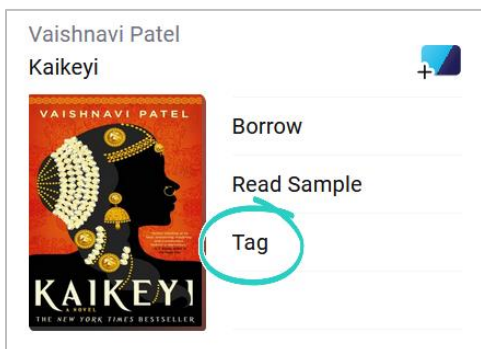 Vaishnavi Patel
Kaikeyi
VAISHNAVI PATEL
KAIKEYI
A NOVEL
THE NEW YORK TIMES BESTSELLER
Borrow
Read Sample
Tag